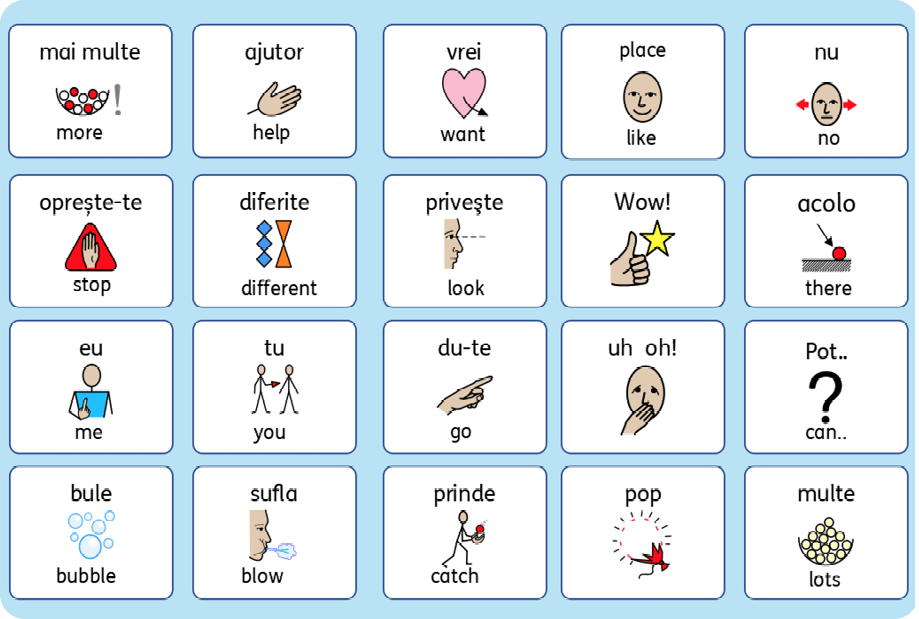 mai multe
more
ajutor
help
vrei
want
place
like
nu
no
oprește-te
stop
diferite
different
priveşte
look
Wow!
acolo
there
eu
me
tu
you
du-te
go
uh oh!
Pot..
can..
bule
bubble
sufla
blow
prinde
catch
pop
multe
lots